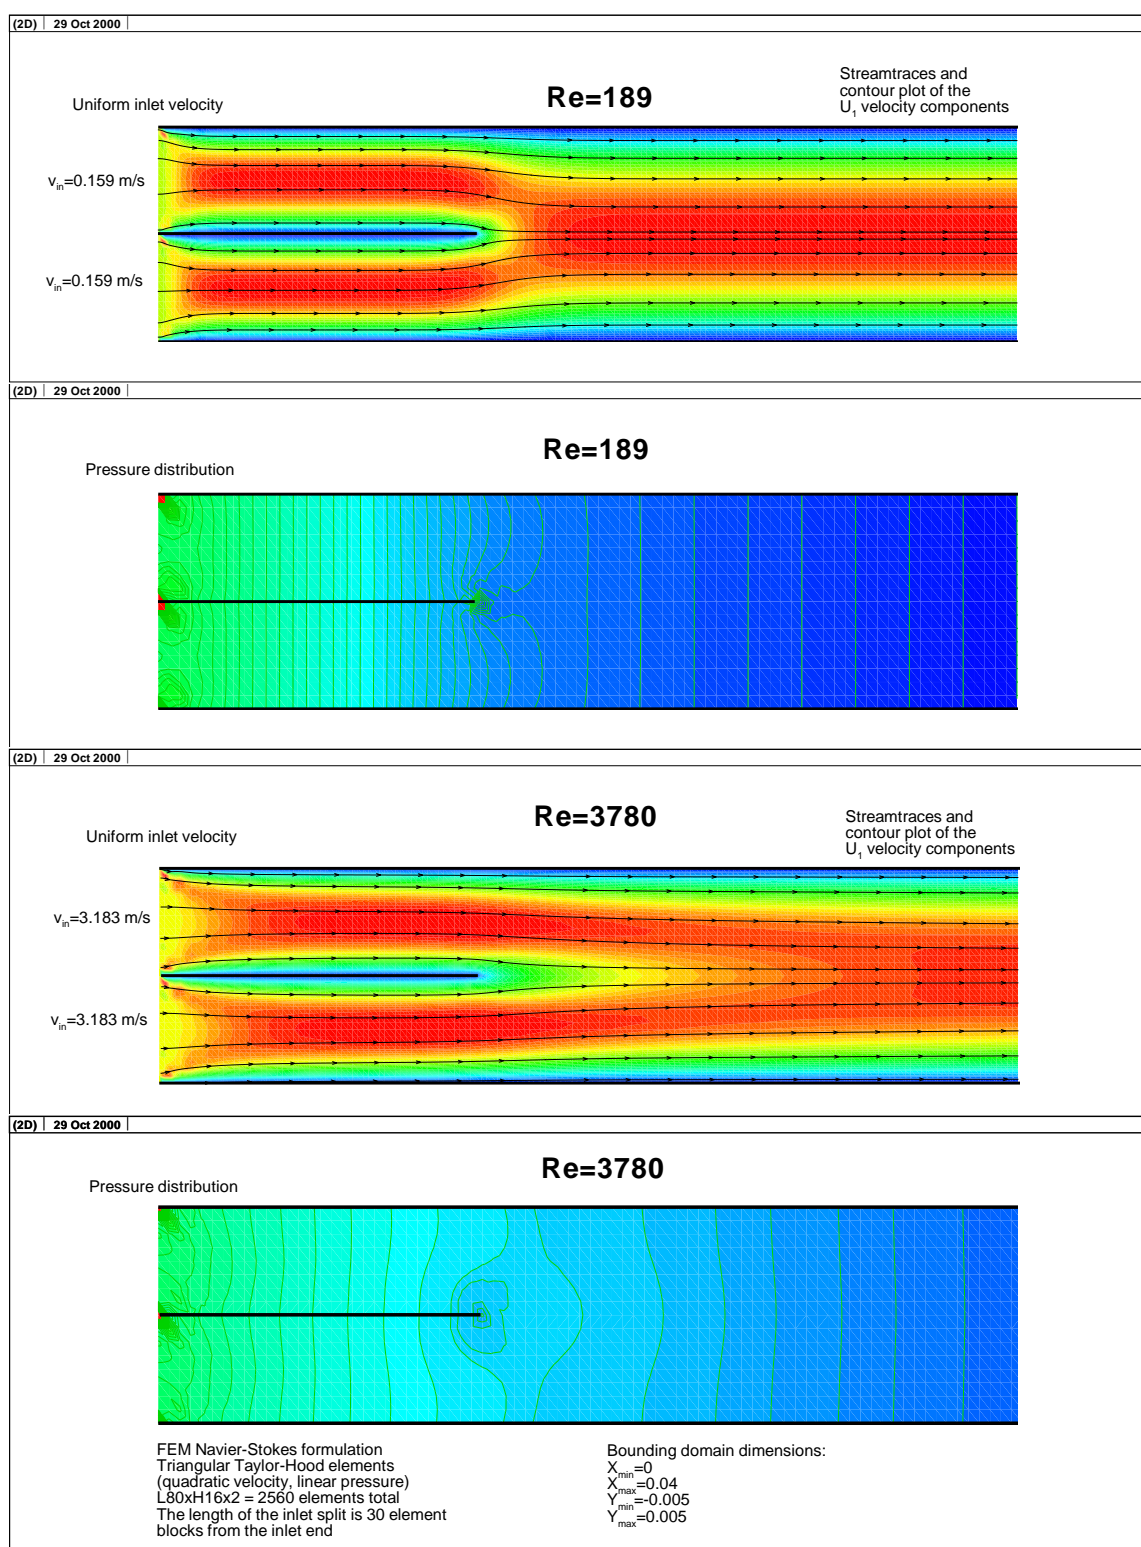 (2D) | 29 Oct 2000 |
Uniform inlet velocity
Re=189
Streamtraces and
contour plot of the
U1 velocity components
vin=0.159 m/s
vin=0.159 m/s
(2D) | 29 Oct 2000 |
Re=189
Pressure distribution
(2D) | 29 Oct 2000 |
Uniform inlet velocity
Re=3780
Streamtraces and
contour plot of the
U1 velocity components
vin=3.183 m/s
vin=3.183 m/s
(2D) | 29 Oct 2000 |
Re=3780
Pressure distribution
FEM Navier-Stokes formulation
Triangular Taylor-Hood elements
(quadratic velocity, linear pressure)
L80xH16x2 = 2560 elements total
The length of the inlet split is 30 element
blocks from the inlet end
Bounding domain dimensions:
Xmin=0
Xmax=0.04
Ymin=-0.005
Ymax=0.005